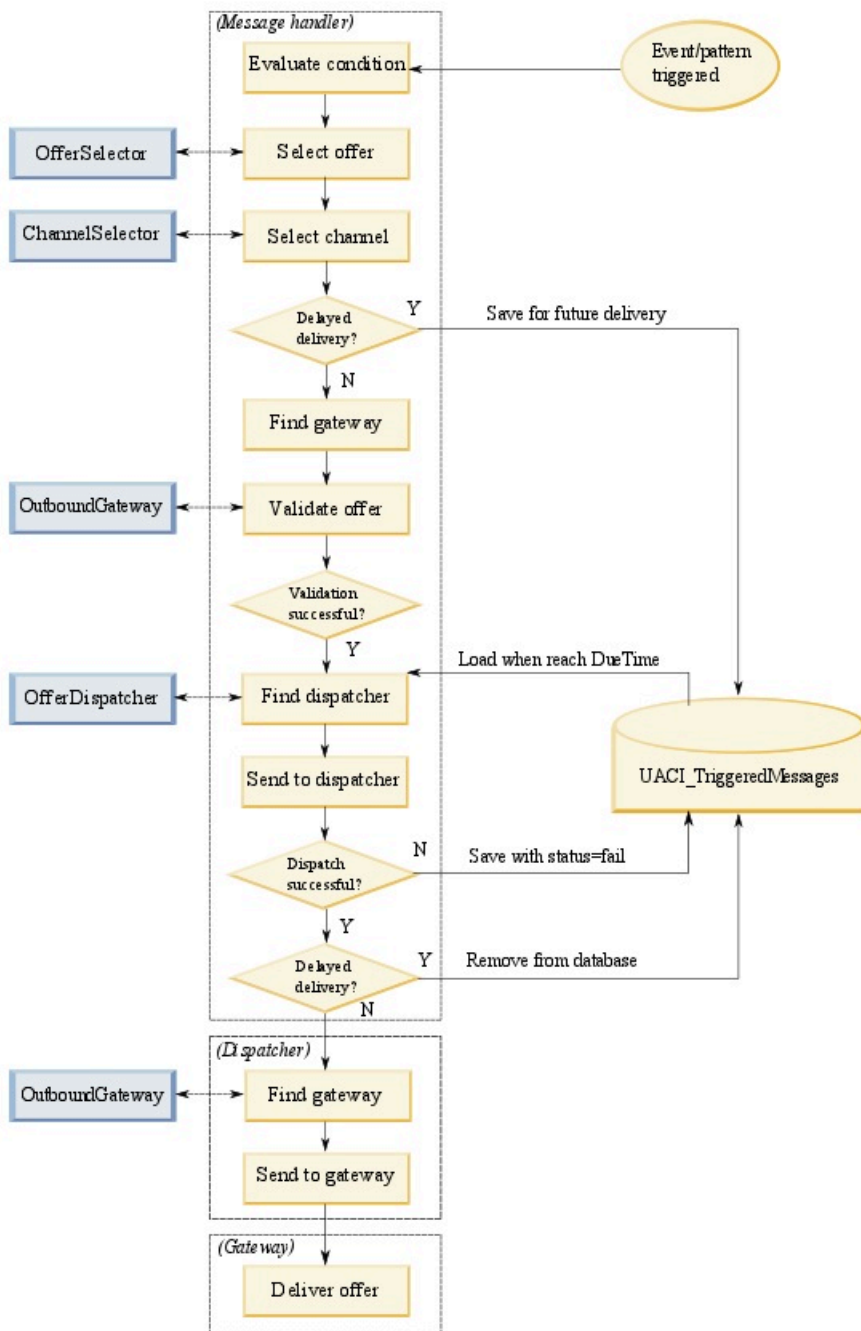 (Message handler)
Evaluate condition
Event/pattern
triggered
OfferSelector
Select offer
ChannelSelector
Select channel
Delayed
delivery?
Y
Save for future delivery
N
Find gateway
OutboundGateway
Validate offer
Validation
successful?
Y
Load when reach DueTime
OfferDispatcher
Find dispatcher
UACI_TriggeredMessages
Send to dispatcher
Dispatch
successful?
N
Save with status=fail
Y
Delayed
delivery?
Y
Remove from database
N
(Dispatcher)
OutboundGateway
Find gateway
Send to gateway
(Gateway)
Deliver offer